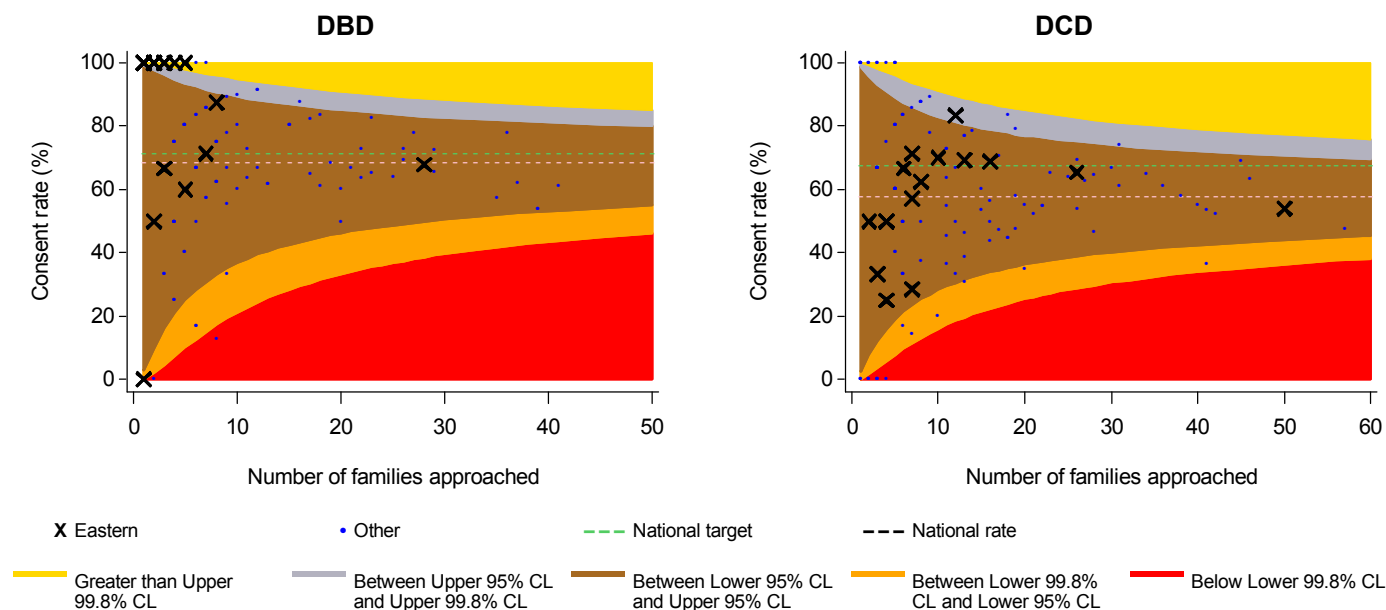 DBD
DCD
Consent rate (%)
100
80
60
40
20
0
0 10 20 30 40 50
Number of families approached
Consent rate (%)
100
80
60
40
20
0
0 10 20 30 40 50 60
Number of families approached
X Eastern
Other
National target
National rate
Greater than Upper
99.8% CL
Between Upper 95% CL
and Upper 99.8% CL
Between Lower 95% CL
and Upper 95% CL
Between Lower 99.8%
CL and Lower 95% CL
Below Lower 99.8% CL